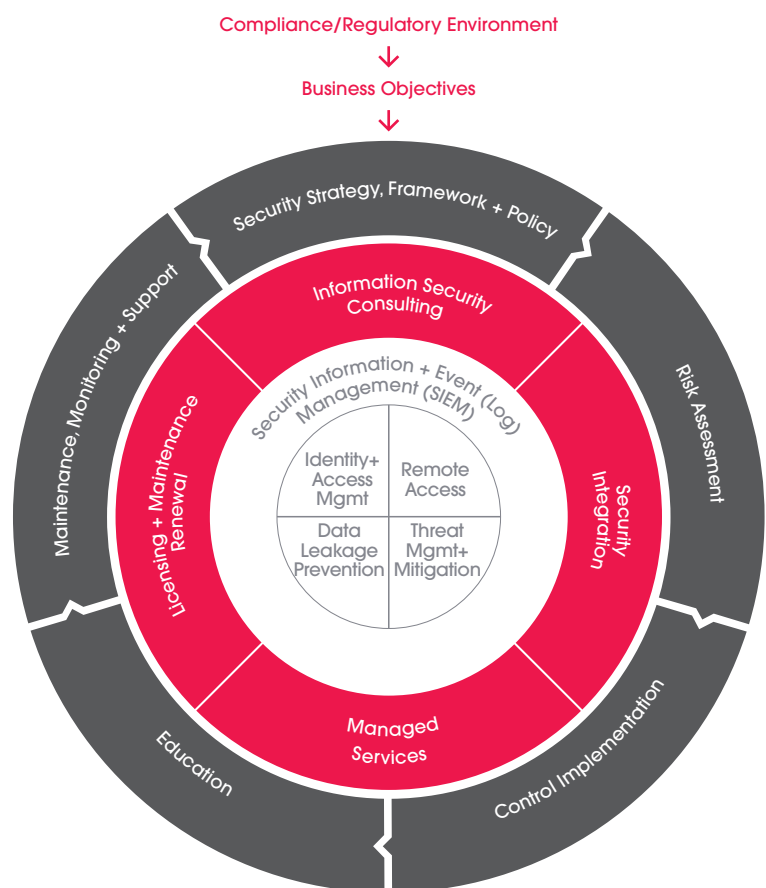 Compliance/Regulatory Environment
Business Objectives
Security Strategy, Framework + Policy
Risk Assessment
Control Implementation
Education
Maintenance, Monitoring + Support
Information Security
Consulting
Security
Integration
Managed
Services
Licensing + Maintenance
Renewal
Security Information + Event (Log)
Management (SIEM)
Identity+
Access
Mgmt
Remote
Access
Data
Leakage
Prevention
Threat
Mgmt+
Mitigation